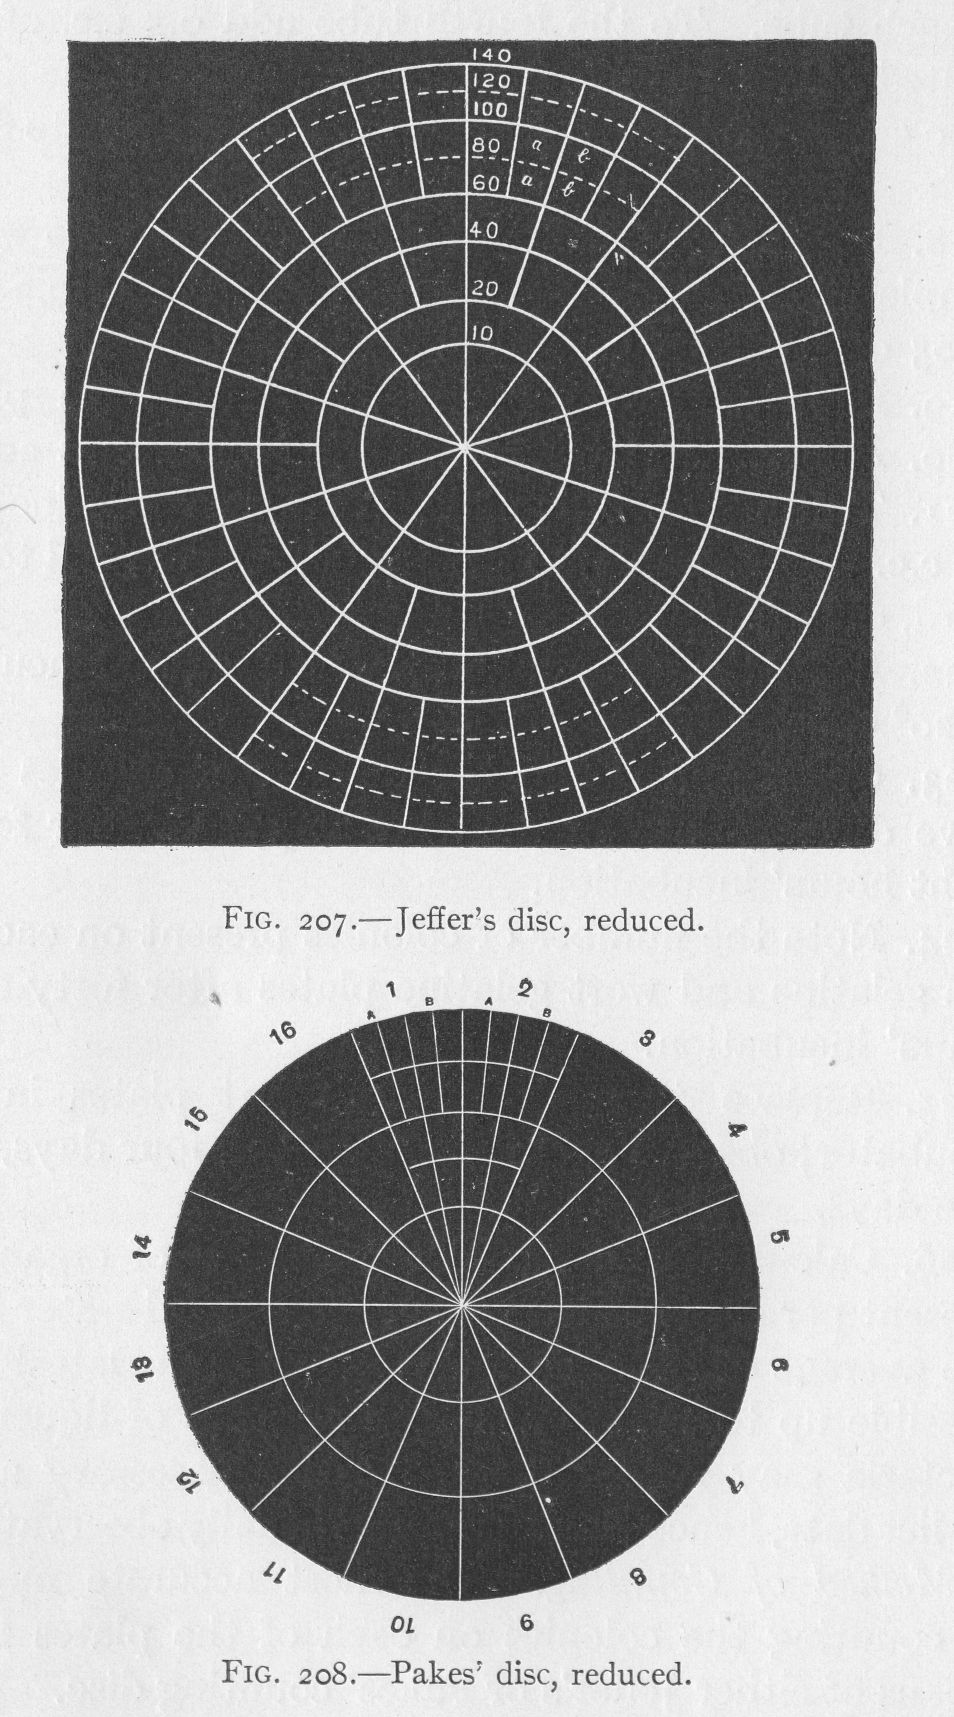 140
120
100
80 a b
60 a b
40
20
10
FIG. 207.—Jeffer's disc, reduced.
1 2
A B A B
16 3
15 4
14 5
13 6
12 7
11 8
10 9
FIG. 208.—Pakes' disc, reduced.